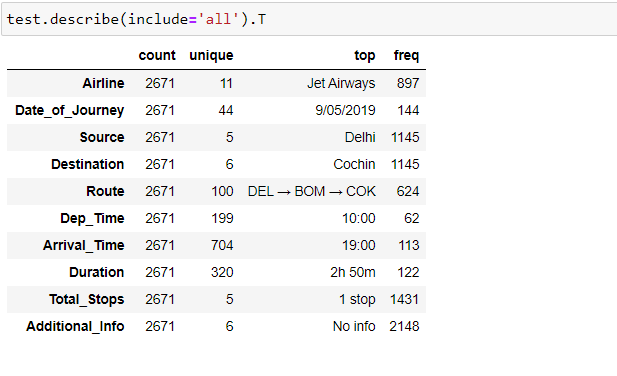 test.describe(include='all').T
count unique top freq
Airline 2671 11 Jet Airways 897
Date_of_Journey 2671 44 9/05/2019 144
Source 2671 5 Delhi 1145
Destination 2671 6 Cochin 1145
Route 2671 100 DEL → BOM → COK 624
Dep_Time 2671 199 10:00 62
Arrival_Time 2671 704 19:00 113
Duration 2671 320 2h 50m 122
Total_Stops 2671 5 1 stop 1431
Additional_Info 2671 6 No info 2148